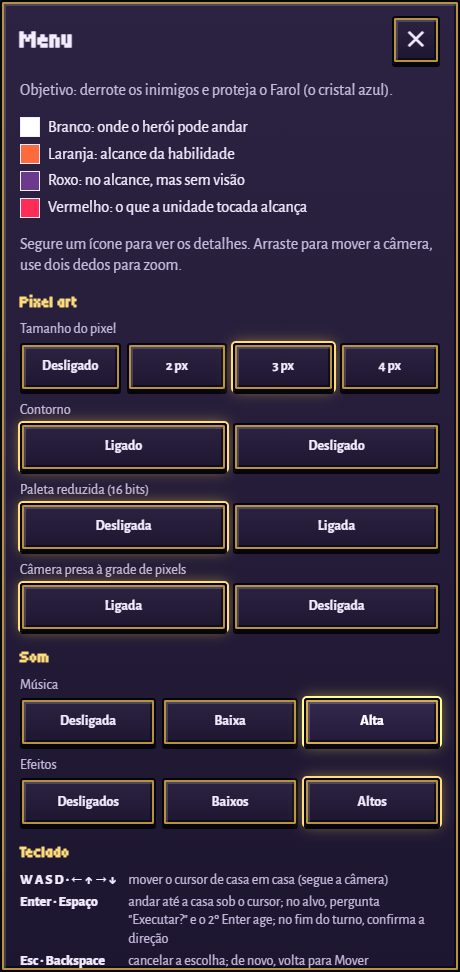 Menu
✕
Objetivo: derrote os inimigos e proteja o Farol (o cristal azul).
Branco: onde o herói pode andar
Laranja: alcance da habilidade
Roxo: no alcance, mas sem visão
Vermelho: o que a unidade tocada alcança
Segure um ícone para ver os detalhes. Arraste para mover a câmera,
use dois dedos para zoom.
Pixel art
Tamanho do pixel
Desligado 2 px 3 px 4 px
Contorno
Ligado Desligado
Paleta reduzida (16 bits)
Desligada Ligada
Câmera presa à grade de pixels
Ligada Desligada
Som
Música
Desligada Baixa Alta
Efeitos
Desligados Baixos Altos
Teclado
W A S D · ← ↑ → ↓ mover o cursor de casa em casa (segue a câmera)
Enter · Espaço andar até a casa sob o cursor; no alvo, pergunta
"Executar?" e o 2º Enter age; no fim do turno, confirma a
direção
Esc · Backspace cancelar a escolha; de novo, volta para Mover